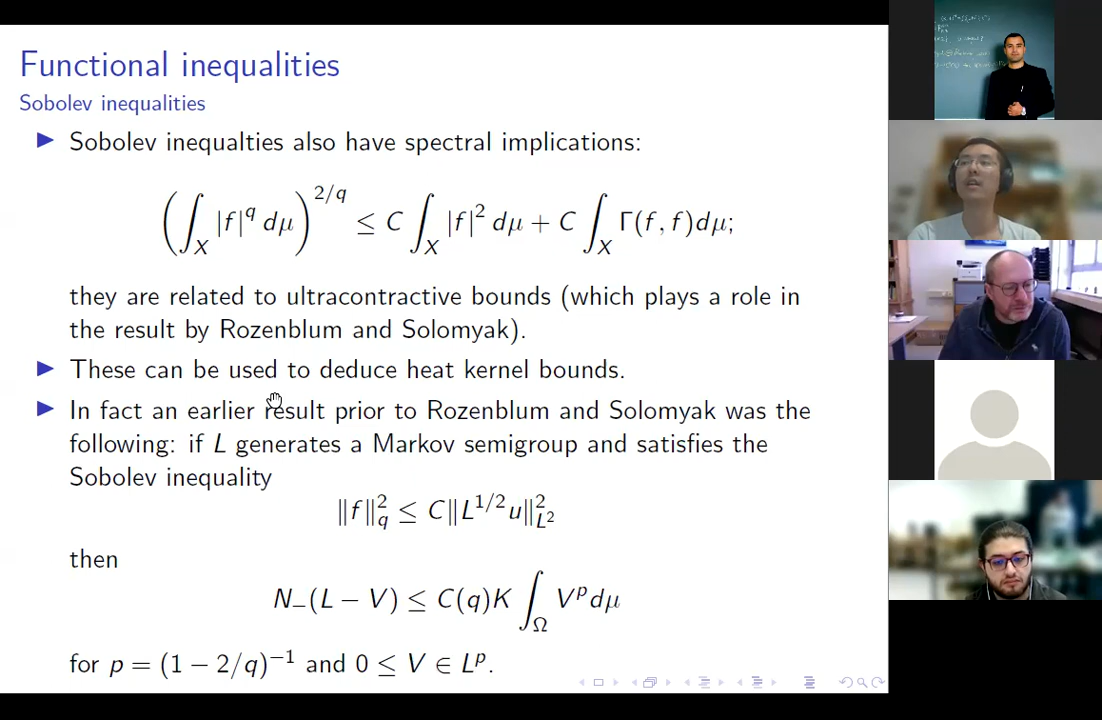 Functional inequalities
Sobolev inequalities
▶ Sobolev inequalties also have spectral implications:
(∫_X |f|^q dμ)^{2/q} ≤ C ∫_X |f|^2 dμ + C ∫_X Γ(f, f)dμ;
they are related to ultracontractive bounds (which plays a role in
the result by Rozenblum and Solomyak).
▶ These can be used to deduce heat kernel bounds.
▶ In fact an earlier result prior to Rozenblum and Solomyak was the
following: if L generates a Markov semigroup and satisfies the
Sobolev inequality
‖f‖_q^2 ≤ C‖L^{1/2}u‖_{L^2}^2
then
N_−(L − V) ≤ C(q)K ∫_Ω V^p dμ
for p = (1 − 2/q)^{−1} and 0 ≤ V ∈ L^p.